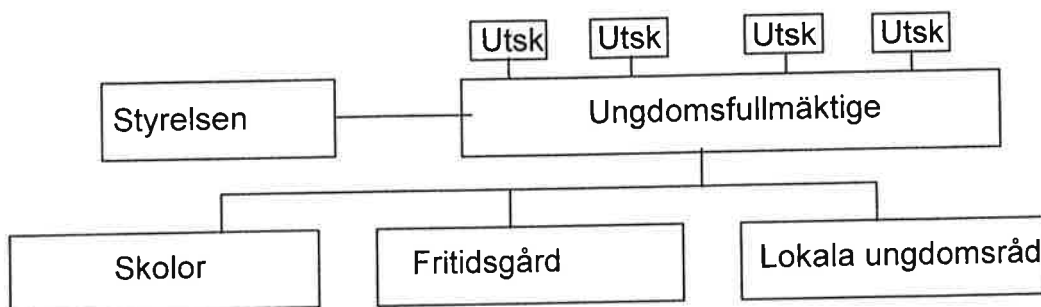 Utsk
Utsk
Utsk
Utsk
Styrelsen
Ungdomsfullmäktige
Skolor
Fritidsgård
Lokala ungdomsråd